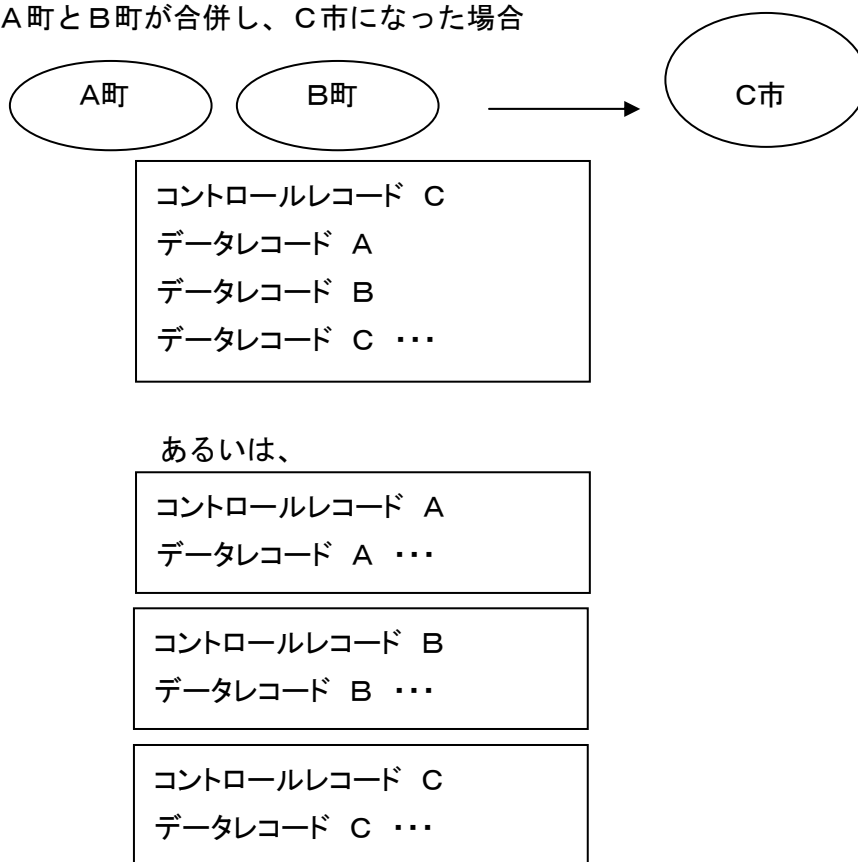 A町とB町が合併し、C市になった場合
A町 B町 C市
コントロールレコード C
データレコード A
データレコード B
データレコード C ・・・
あるいは、
コントロールレコード A
データレコード A ・・・
コントロールレコード B
データレコード B ・・・
コントロールレコード C
データレコード C ・・・